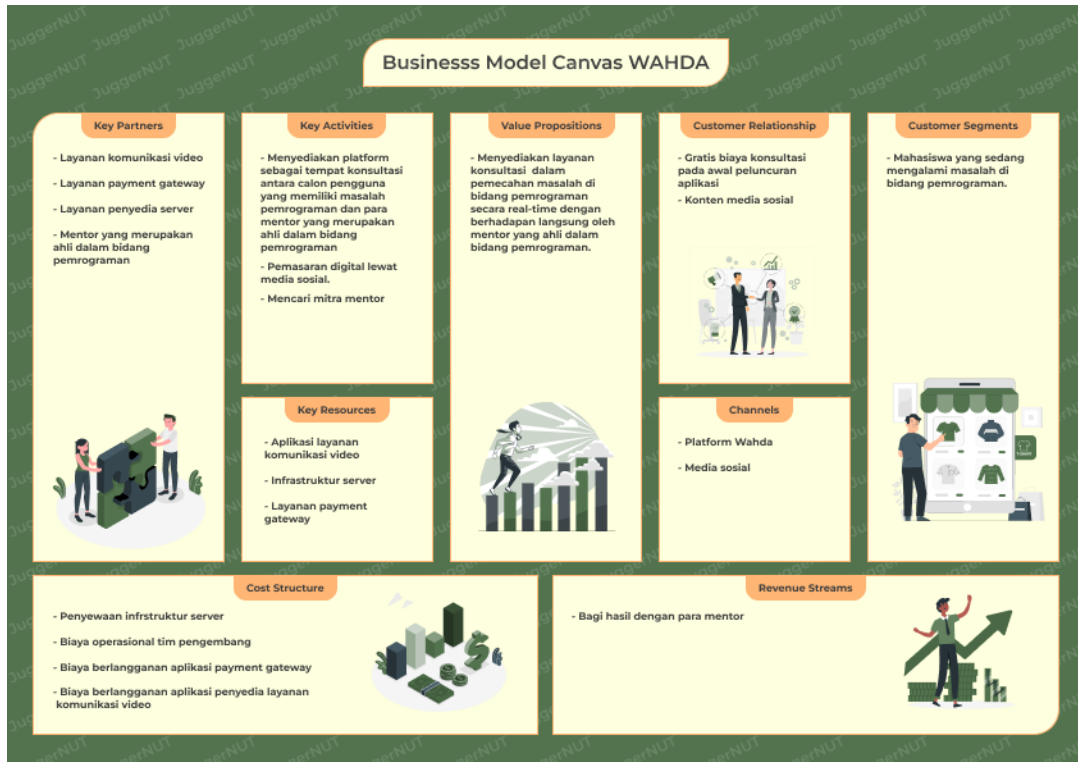 Businesss Model Canvas WAHDA
Key Partners
- Layanan komunikasi video
- Layanan payment gateway
- Layanan penyedia server
- Mentor yang merupakan
ahli dalam bidang
pemrograman
Key Activities
- Menyediakan platform
sebagai tempat konsultasi
antara calon pengguna
yang memiliki masalah
pemrograman dan para
mentor yang merupakan
ahli dalam bidang
pemrograman
- Pemasaran digital lewat
media sosial.
- Mencari mitra mentor
Key Resources
- Aplikasi layanan
komunikasi video
- Infrastruktur server
- Layanan payment
gateway
Value Propositions
- Menyediakan layanan
konsultasi dalam
pemecahan masalah di
bidang pemrograman
secara real-time dengan
berhadapan langsung oleh
mentor yang ahli dalam
bidang pemrograman.
Customer Relationship
- Gratis biaya konsultasi
pada awal peluncuran
aplikasi
- Konten media sosial
Channels
- Platform Wahda
- Media sosial
Customer Segments
- Mahasiswa yang sedang
mengalami masalah di
bidang pemrograman.
Cost Structure
- Penyewaan infrstruktur server
- Biaya operasional tim pengembang
- Biaya berlangganan aplikasi payment gateway
- Biaya berlangganan aplikasi penyedia layanan
komunikasi video
Revenue Streams
- Bagi hasil dengan para mentor
JuggerNUT